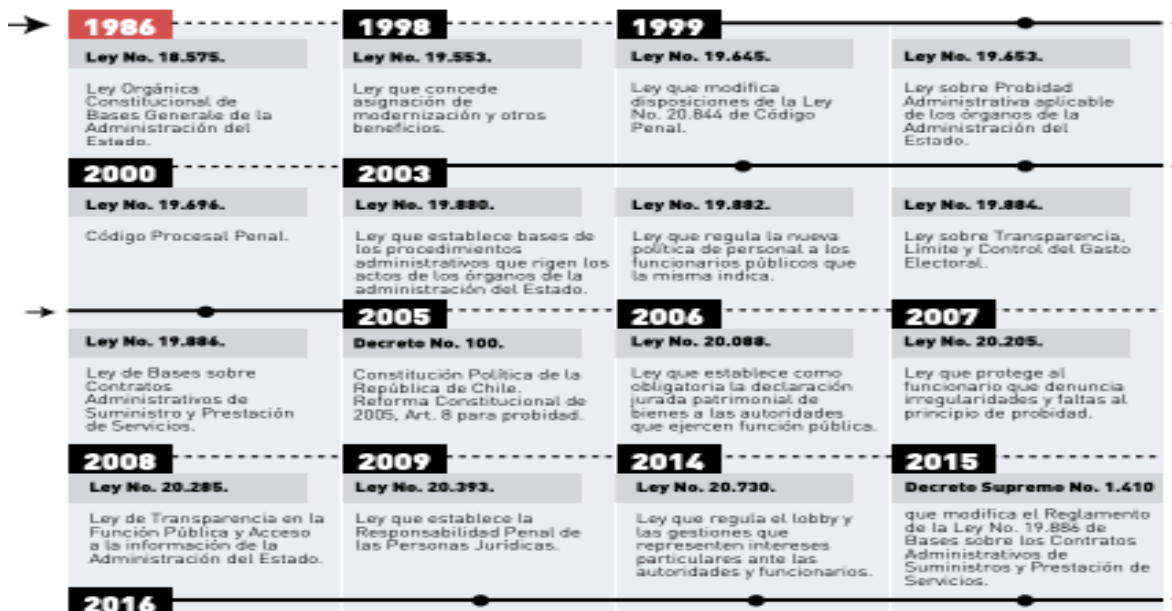 1986
Ley No. 18.575.
Ley Orgánica
Constitucional de
Bases Generale de la
Administración del
Estado.
1998
Ley No. 19.553.
Ley que concede
asignación de
modernización y otros
beneficios.
1999
Ley No. 19.645.
Ley que modifica
disposiciones de la Ley
No. 20.844 de Código
Penal.
Ley No. 19.653.
Ley sobre Probidad
Administrativa aplicable
de los órganos de la
Administración del
Estado.
2000
Ley No. 19.696.
Código Procesal Penal.
2003
Ley No. 19.880.
Ley que establece bases de
los procedimientos
administrativos que rigen los
actos de los órganos de la
administración del Estado.
Ley No. 19.882.
Ley que regula la nueva
política de personal a los
funcionarios públicos que
la misma indica.
Ley No. 19.884.
Ley sobre Transparencia,
Límite y Control del Gasto
Electoral.
Ley No. 19.886.
Ley de Bases sobre
Contratos
Administrativos de
Suministro y Prestación
de Servicios.
2005
Decreto No. 100.
Constitución Política de la
República de Chile.
Reforma Constitucional de
2005, Art. 8 para probidad.
2006
Ley No. 20.088.
Ley que establece como
obligatoria la declaración
jurada patrimonial de
bienes a las autoridades
que ejercen función pública.
2007
Ley No. 20.205.
Ley que protege al
funcionario que denuncia
irregularidades y faltas al
principio de probidad.
2008
Ley No. 20.285.
Ley de Transparencia en la
Función Pública y Acceso
a la información de la
Administración del Estado.
2009
Ley No. 20.393.
Ley que establece la
Responsabilidad Penal de
las Personas Jurídicas.
2014
Ley No. 20.730.
Ley que regula el lobby y
las gestiones que
representen intereses
particulares ante las
autoridades y funcionarios.
2015
Decreto Supremo No. 1.410
que modifica el Reglamento
de la Ley No. 19.886 de
Bases sobre los Contratos
Administrativos de
Suministros y Prestación de
Servicios.
2016